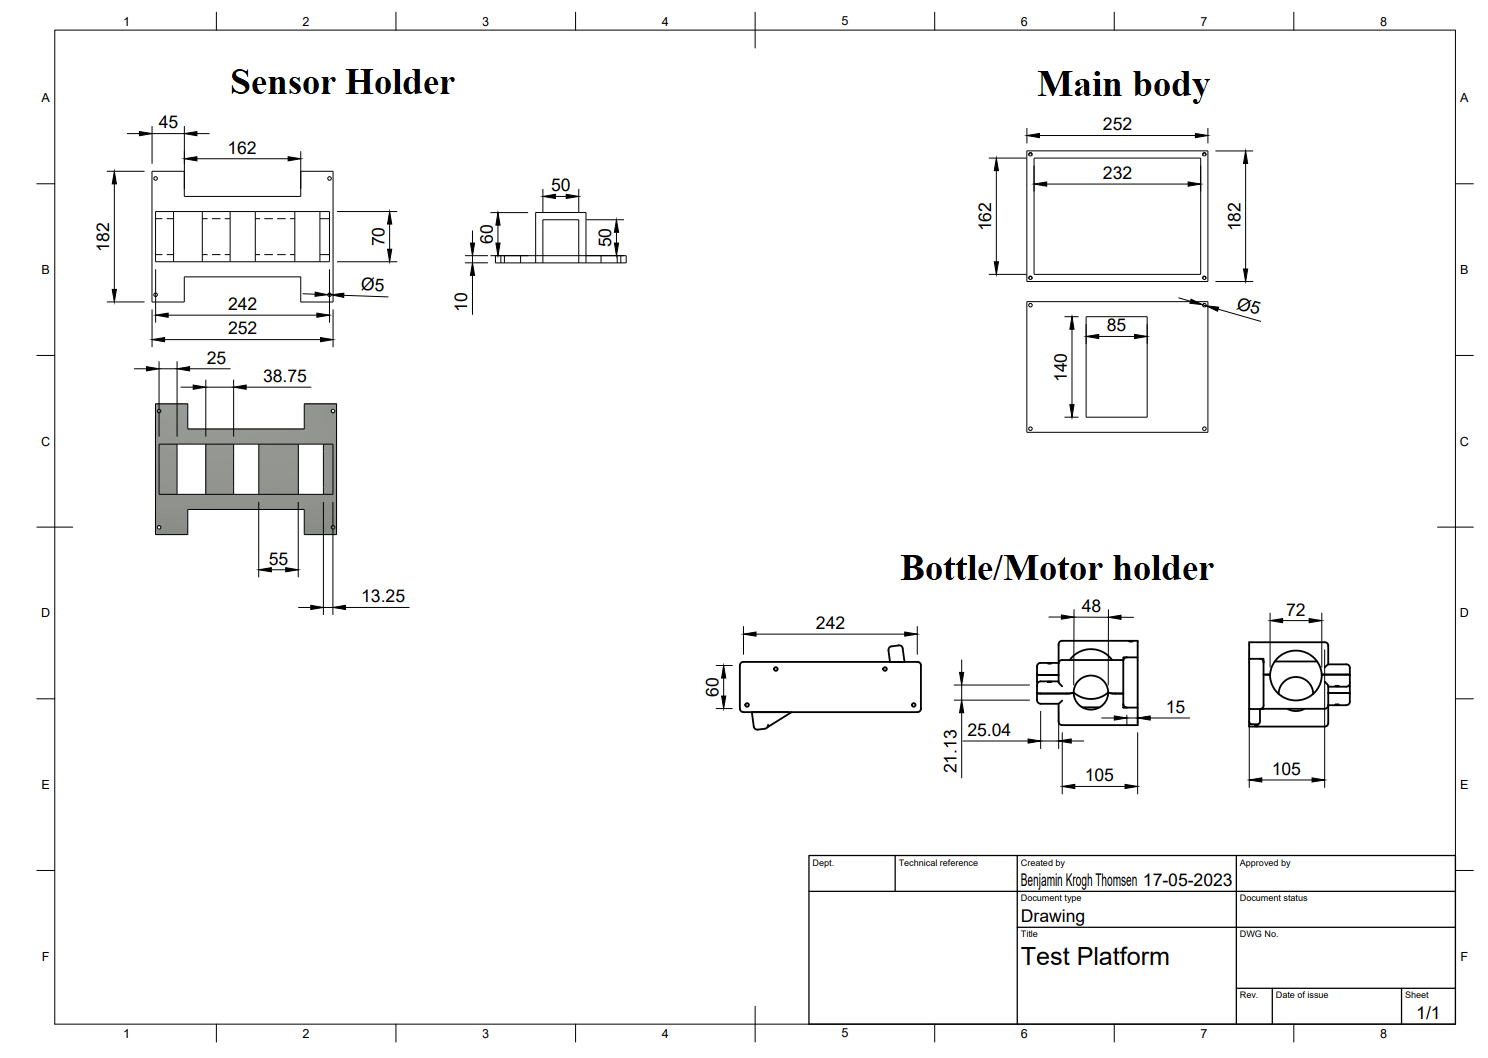 1 2 3 4 5 6 7 8
A A
B B
C C
D D
E E
F F
Sensor Holder
45
162
182
70
Ø5
242
252
50
60
50
10
25
38.75
55
13.25
Main body
252
232
162
182
Ø5
85
140
Bottle/Motor holder
242
60
48
15
25.04
21.13
105
72
105
Dept.
Technical reference
Created by
Benjamin Krogh Thomsen 17-05-2023
Approved by
Document type
Drawing
Document status
Title
Test Platform
DWG No.
Rev.
Date of issue
Sheet
1/1
1 2 3 4 5 6 7 8